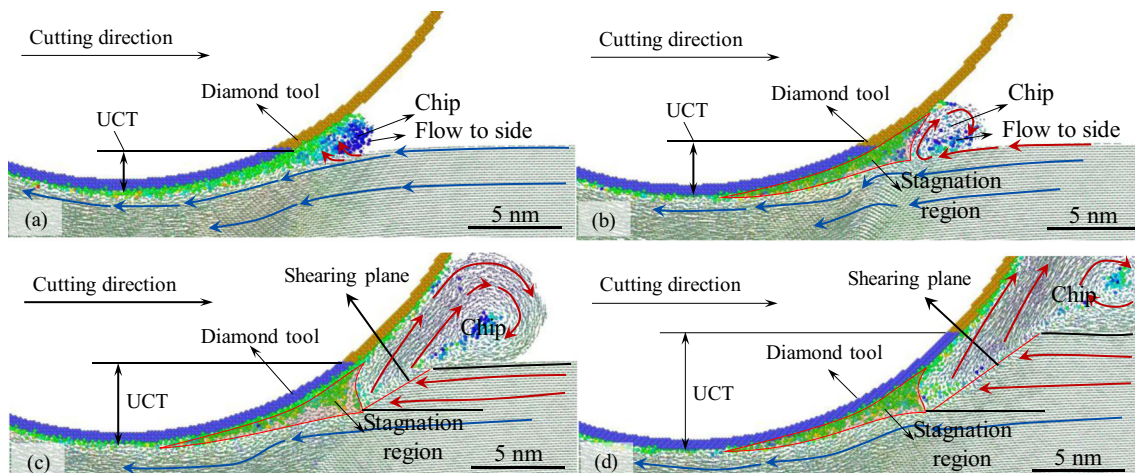 Cutting direction
Diamond tool
Chip
UCT
Flow to side
(a)
5 nm
Cutting direction
Diamond tool
Chip
UCT
Flow to side
Stagnation
region
(b)
5 nm
Shearing plane
Cutting direction
Chip
Diamond tool
UCT
Stagnation
region
(c)
5 nm
Shearing plane
Cutting direction
Chip
Diamond tool
UCT
Stagnation
region
(d)
5 nm